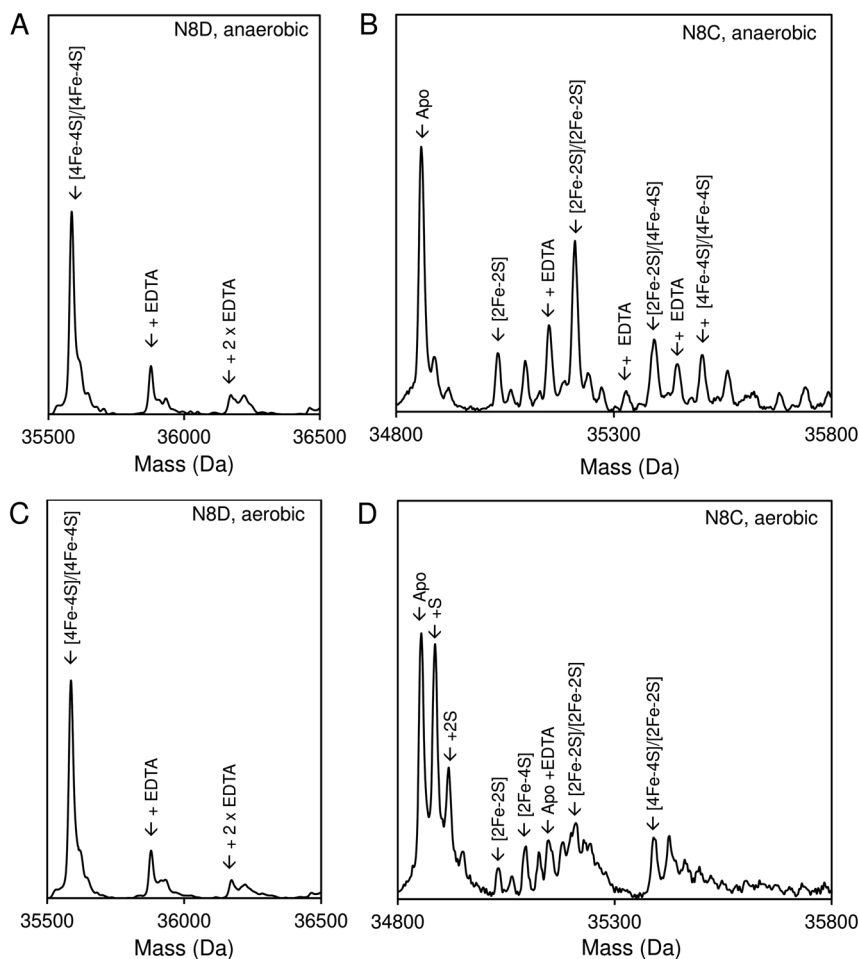 A
N8D, anaerobic
← [4Fe-4S]/[4Fe-4S]
← + EDTA
← + 2 x EDTA
35500 36000 36500
Mass (Da)
B
N8C, anaerobic
← Apo
← [2Fe-2S]
← + EDTA
← [2Fe-2S]/[2Fe-2S]
←+ EDTA
←[2Fe-2S]/[4Fe-4S]
←+ EDTA
←+ [4Fe-4S]/[4Fe-4S]
34800 35300 35800
Mass (Da)
C
N8D, aerobic
← [4Fe-4S]/[4Fe-4S]
← + EDTA
← + 2 x EDTA
35500 36000 36500
Mass (Da)
D
N8C, aerobic
← Apo
←+S
←+2S
← [2Fe-2S]
← [2Fe-4S]
← Apo +EDTA
← [2Fe-2S]/[2Fe-2S]
← [4Fe-4S]/[2Fe-2S]
34800 35300 35800
Mass (Da)